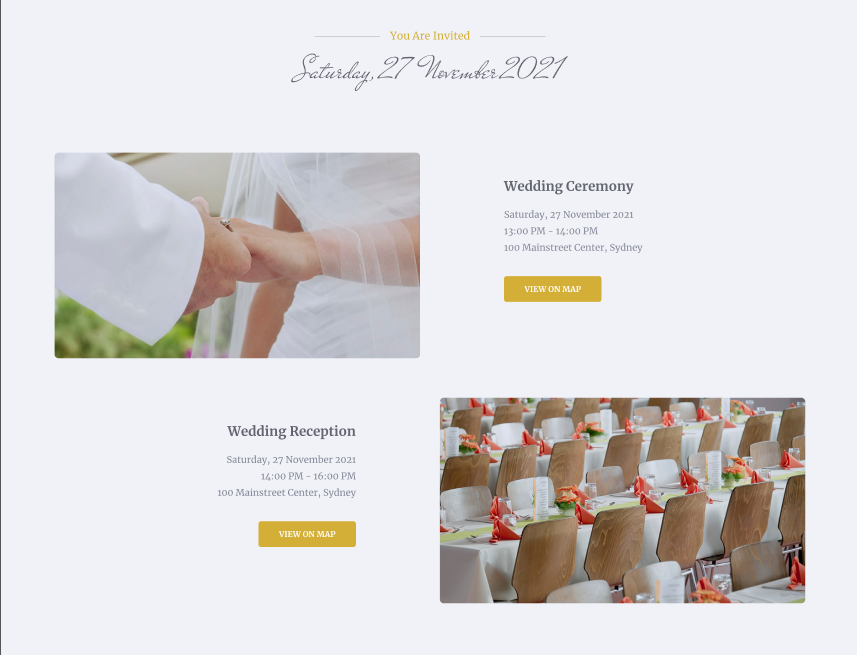 You Are Invited
Saturday, 27 November 2021
Wedding Ceremony
Saturday, 27 November 2021
13:00 PM - 14:00 PM
100 Mainstreet Center, Sydney
VIEW ON MAP
Wedding Reception
Saturday, 27 November 2021
14:00 PM - 16:00 PM
100 Mainstreet Center, Sydney
VIEW ON MAP